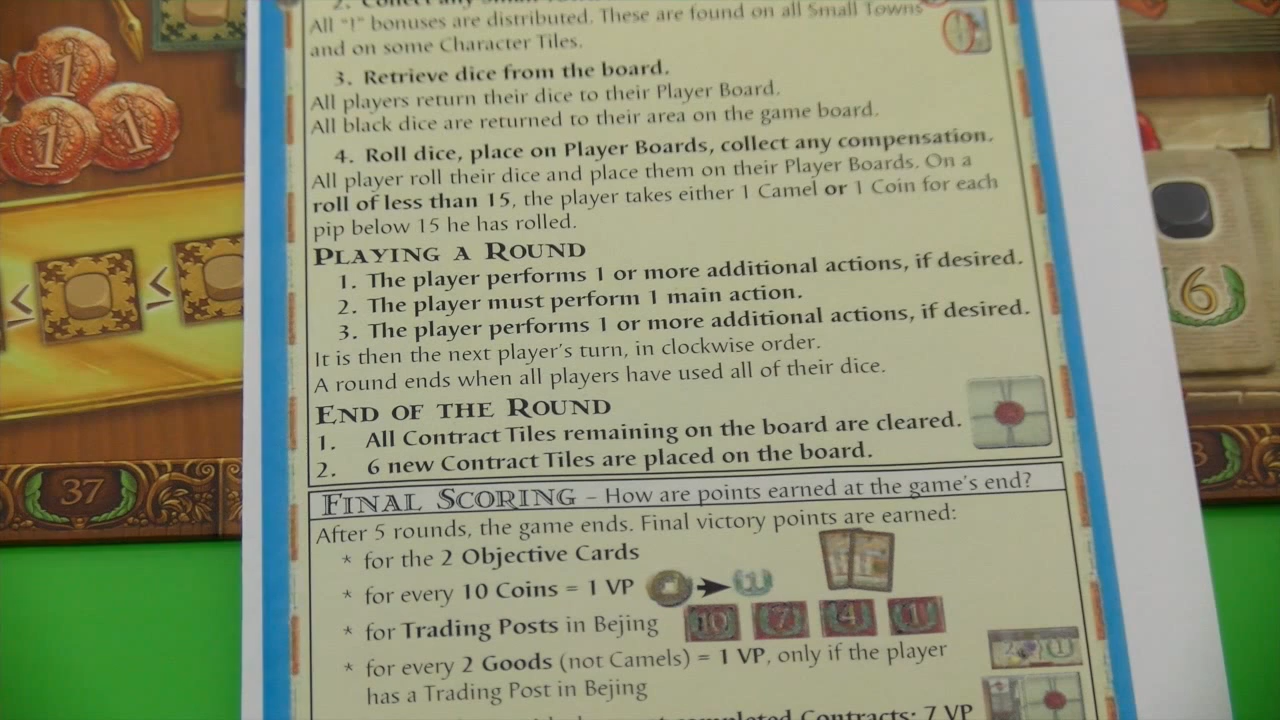 2. Collect any Small
All "!" bonuses are distributed. These are found on all Small Towns
and on some Character Tiles.
3. Retrieve dice from the board.
All players return their dice to their Player Board.
All black dice are returned to their area on the game board.
4. Roll dice, place on Player Boards, collect any compensation.
All player roll their dice and place them on their Player Boards. On a
roll of less than 15, the player takes either 1 Camel or 1 Coin for each
pip below 15 he has rolled.
PLAYING A ROUND
1. The player performs 1 or more additional actions, if desired.
2. The player must perform 1 main action.
3. The player performs 1 or more additional actions, if desired.
It is then the next player's turn, in clockwise order.
A round ends when all players have used all of their dice.
END OF THE ROUND
1. All Contract Tiles remaining on the board are cleared.
2. 6 new Contract Tiles are placed on the board.
FINAL SCORING – How are points earned at the game's end?
After 5 rounds, the game ends. Final victory points are earned:
* for the 2 Objective Cards
* for every 10 Coins = 1 VP 1
* for Trading Posts in Bejing 10 7 4 1
* for every 2 Goods (not Camels) = 1 VP, only if the player
has a Trading Post in Bejing
completed Contracts: 7 VP
1
1
1
≤ ≤
37
6